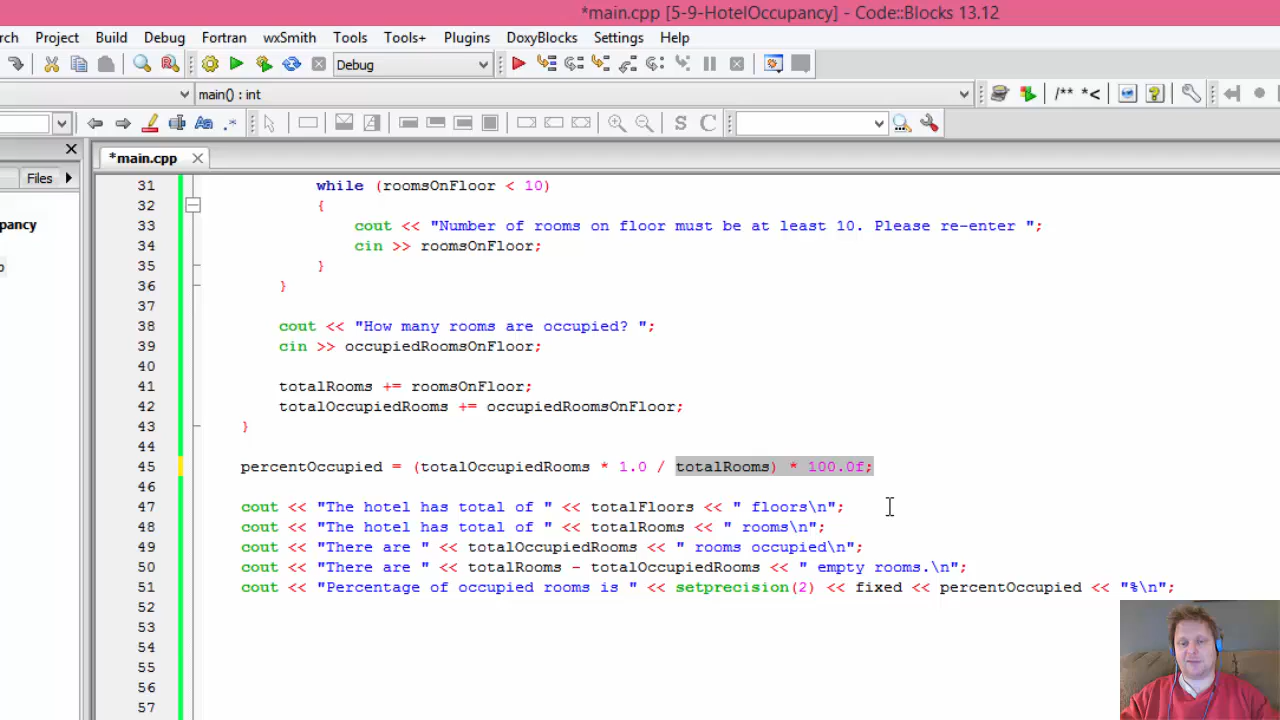 *main.cpp [5-9-HotelOccupancy] - Code::Blocks 13.12
rch Project Build Debug Fortran wxSmith Tools Tools+ Plugins DoxyBlocks Settings Help
Debug
main() : int /** *<
Aa .* S C
*main.cpp
Files
31 while (roomsOnFloor < 10)
pancy
32 {
33 cout << "Number of rooms on floor must be at least 10. Please re-enter ";
34 cin >> roomsOnFloor;
35 }
36 }
37
38 cout << "How many rooms are occupied? ";
39 cin >> occupiedRoomsOnFloor;
40
41 totalRooms += roomsOnFloor;
42 totalOccupiedRooms += occupiedRoomsOnFloor;
43 }
44
45 percentOccupied = (totalOccupiedRooms * 1.0 / totalRooms) * 100.0f;
46
47 cout << "The hotel has total of " << totalFloors << " floors\n";
48 cout << "The hotel has total of " << totalRooms << " rooms\n";
49 cout << "There are " << totalOccupiedRooms << " rooms occupied\n";
50 cout << "There are " << totalRooms - totalOccupiedRooms << " empty rooms.\n";
51 cout << "Percentage of occupied rooms is " << setprecision(2) << fixed << percentOccupied << "%\n";
52
53
54
55
56
57